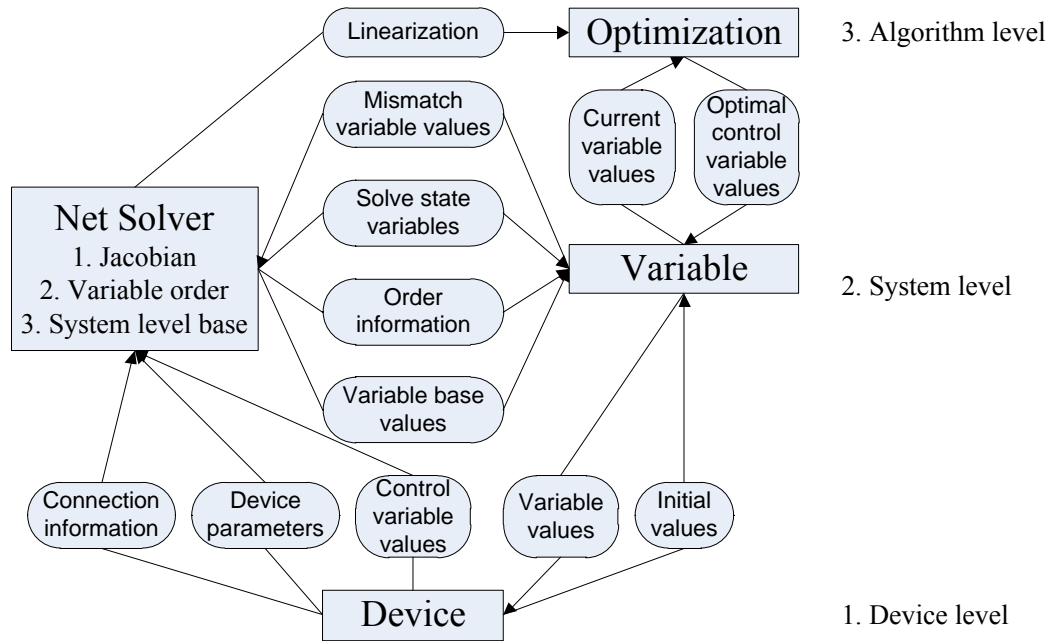 Linearization
Optimization
3. Algorithm level
Mismatch
variable values
Current
variable
values
Optimal
control
variable
values
Net Solver
1. Jacobian
2. Variable order
3. System level base
Solve state
variables
Variable
2. System level
Order
information
Variable base
values
Connection
information
Device
parameters
Control
variable
values
Variable
values
Initial
values
Device
1. Device level